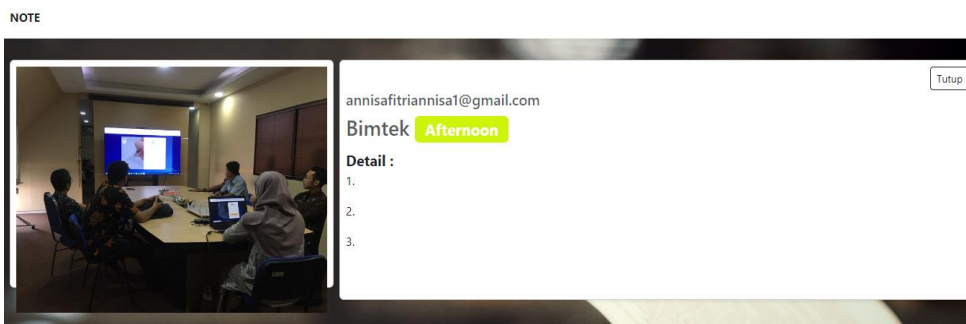 NOTE
Tutup
annisafitriannisa1@gmail.com
Bimtek Afternoon
Detail :
1.
2.
3.